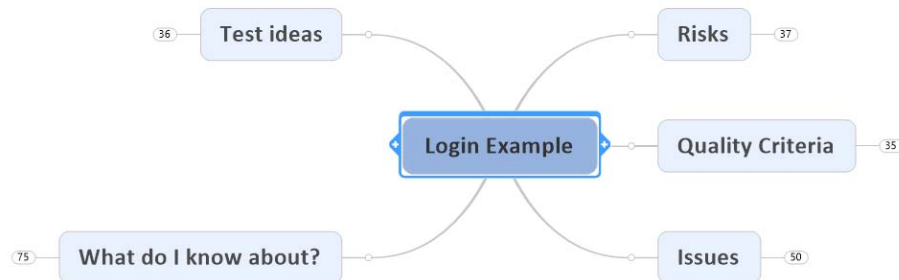 36 Test ideas
Risks 37
Login Example
Quality Criteria 35
75 What do I know about?
Issues 50